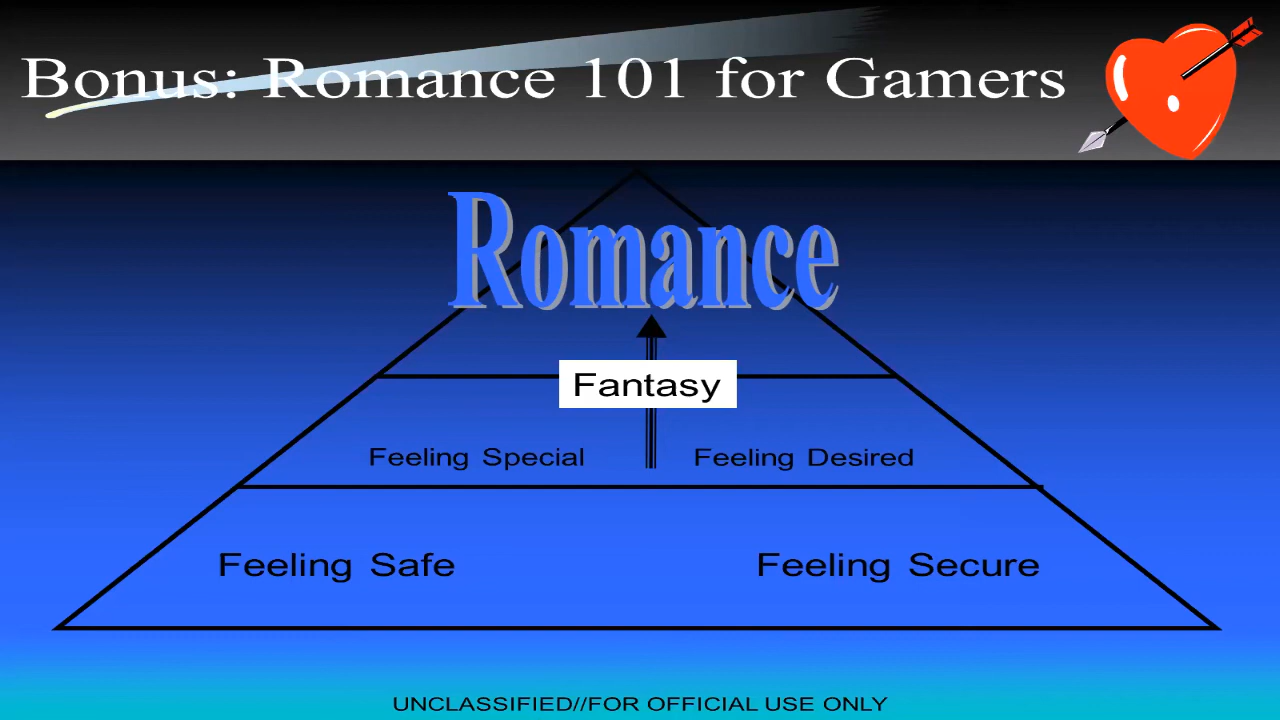 Bonus: Romance 101 for Gamers
Romance
Fantasy
Feeling Special
Feeling Desired
Feeling Safe
Feeling Secure
UNCLASSIFIED//FOR OFFICIAL USE ONLY